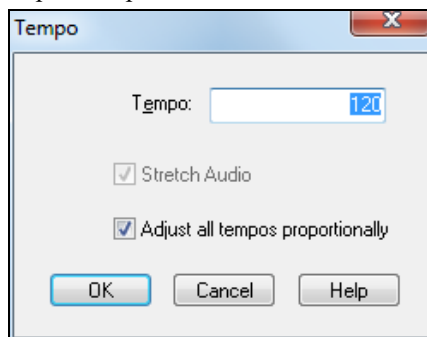 Tempo
Tempo: 120
Stretch Audio
Adjust all tempos proportionally
OK Cancel Help